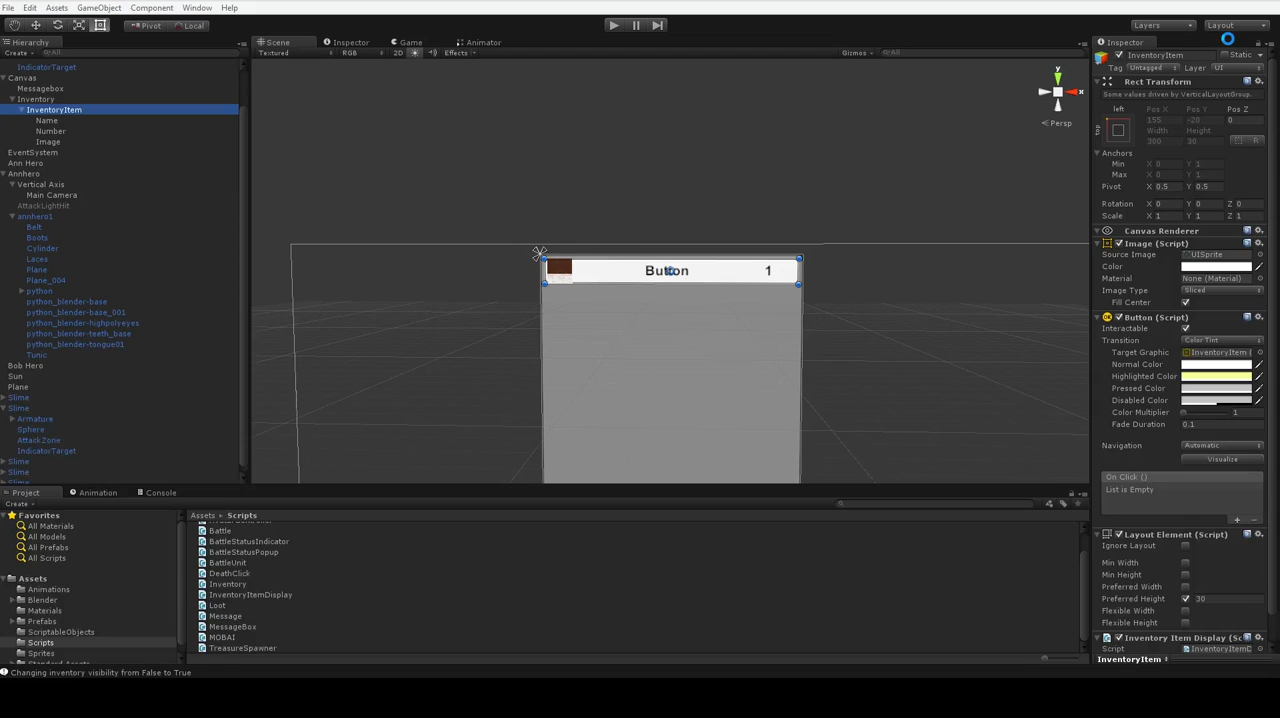 File Edit Assets GameObject Component Window Help
Pivot Local Layers Layout
Hierarchy
Create All
IndicatorTarget
Canvas
Messagebox
Inventory
InventoryItem
Name
Number
Image
EventSystem
Ann Hero
Annhero
Vertical Axis
Main Camera
AttackLightHit
annhero1
Belt
Boots
Cylinder
Laces
Plane
Plane_004
python
python_blender-base
python_blender-base_001
python_blender-highpolyeyes
python_blender-teeth_base
python_blender-tongue01
Tunic
Bob Hero
Sun
Plane
Slime
Slime
Armature
Sphere
AttackZone
IndicatorTarget
Slime
Slime
Slime
Scene Inspector Game Animator
Textured RGB 2D Effects Gizmos All
y
x
Persp
Button 1
Inspector
InventoryItem Static
Tag Untagged Layer UI
Rect Transform
Some values driven by VerticalLayoutGroup.
left Pos X Pos Y Pos Z
top 155 -20 0
Width Height
300 30 R
Anchors
Min X 0 Y 1
Max X 0 Y 1
Pivot X 0.5 Y 0.5
Rotation X 0 Y 0 Z 0
Scale X 1 Y 1 Z 1
Canvas Renderer
Image (Script)
Source Image UISprite
Color
Material None (Material)
Image Type Sliced
Fill Center
Button (Script)
Interactable
Transition Color Tint
Target Graphic InventoryItem (
Normal Color
Highlighted Color
Pressed Color
Disabled Color
Color Multiplier 1
Fade Duration 0.1
Navigation Automatic
Visualize
On Click ()
List is Empty
+ -
Layout Element (Script)
Ignore Layout
Min Width
Min Height
Preferred Width
Preferred Height 30
Flexible Width
Flexible Height
Inventory Item Display (Sc
Script InventoryItemD
InventoryItem
Project Animation Console
Create
Favorites
All Materials
All Models
All Prefabs
All Scripts
Assets
Animations
Blender
Materials
Prefabs
ScriptableObjects
Scripts
Sprites
Standard Assets
Assets Scripts
Battle
BattleStatusIndicator
BattleStatusPopup
BattleUnit
DeathClick
Inventory
InventoryItemDisplay
Loot
Message
MessageBox
MOBAI
TreasureSpawner
Changing inventory visibility from False to True